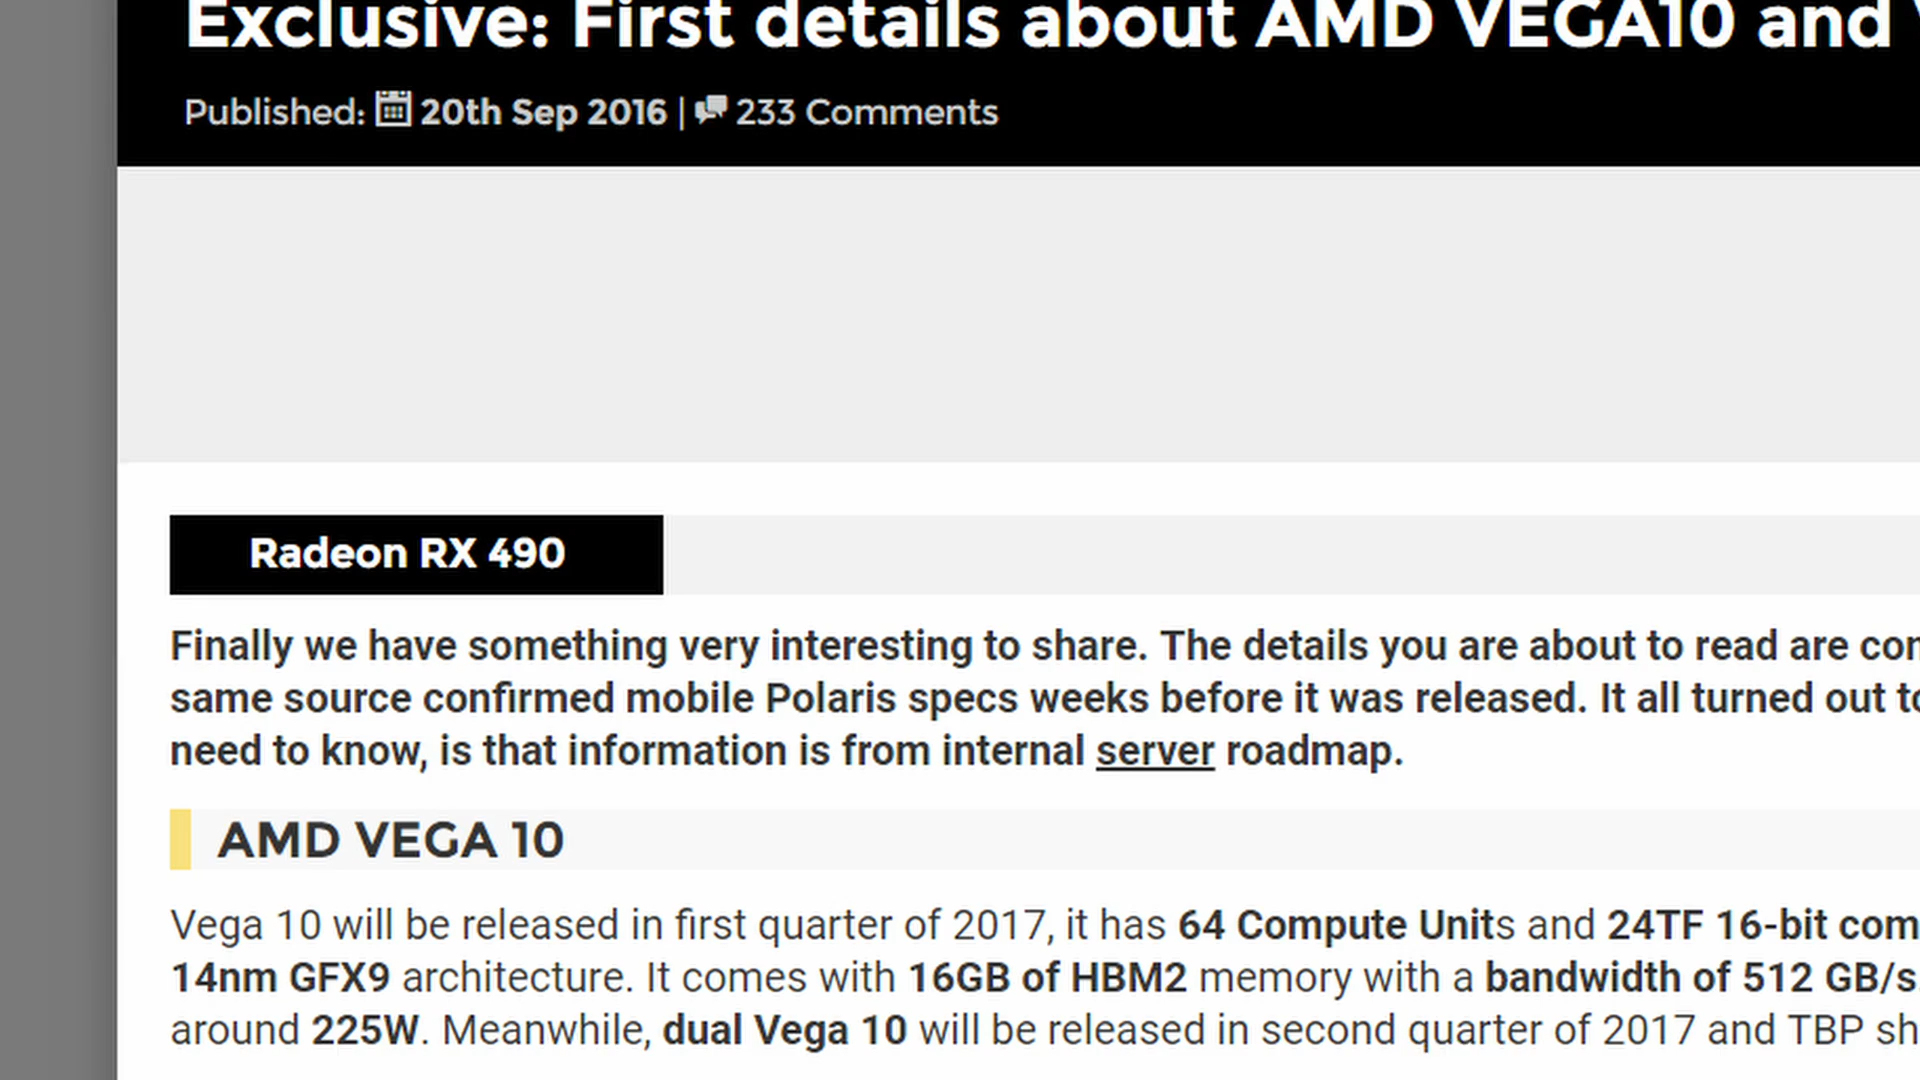 Exclusive: First details about AMD VEGA10 and
Published: 20th Sep 2016 | 233 Comments
Radeon RX 490
Finally we have something very interesting to share. The details you are about to read are
same source confirmed mobile Polaris specs weeks before it was released. It all turned out
need to know, is that information is from internal server roadmap.
AMD VEGA 10
Vega 10 will be released in first quarter of 2017, it has 64 Compute Units and 24TF 16-bit
14nm GFX9 architecture. It comes with 16GB of HBM2 memory with a bandwidth of 512 GB/s.
around 225W. Meanwhile, dual Vega 10 will be released in second quarter of 2017 and TBP